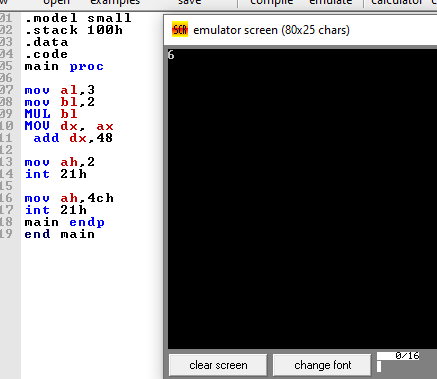 w open examples save compile emulate calculator c
01 .model small
02 .stack 100h
03 .data
04 .code
05 main proc
06
07 mov al,3
08 mov bl,2
09 MUL bl
10 MOV dx, ax
11 add dx,48
12
13 mov ah,2
14 int 21h
15
16 mov ah,4ch
17 int 21h
18 main endp
19 end main
SCR emulator screen (80x25 chars)
6
clear screen change font 0/16